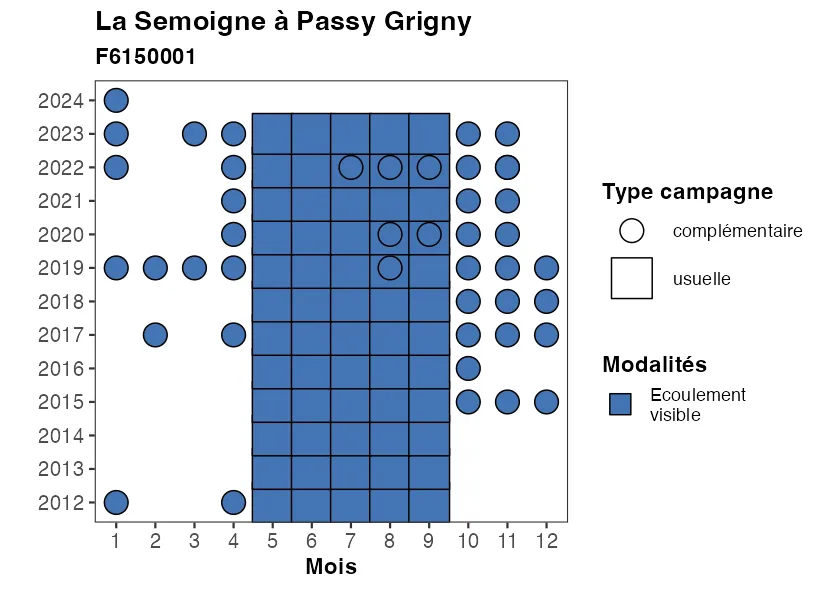 La Semoigne à Passy Grigny
F6150001
2024
2023
2022
2021
2020
2019
2018
2017
2016
2015
2014
2013
2012
1 2 3 4 5 6 7 8 9 10 11 12
Mois
Type campagne
complémentaire
usuelle
Modalités
Ecoulement
visible